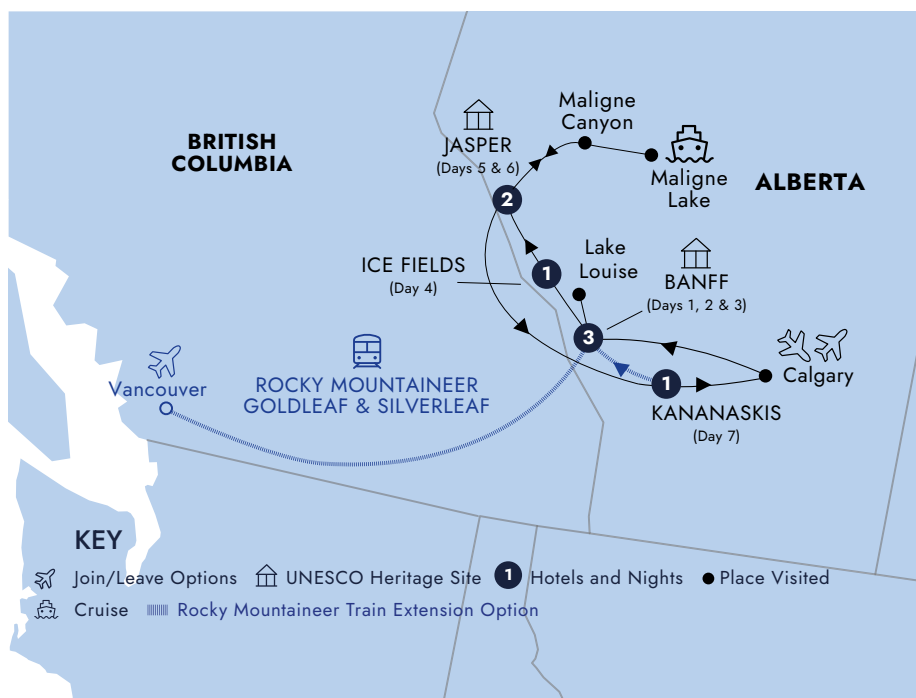 BRITISH
COLUMBIA
JASPER
(Days 5 & 6)
2
Maligne
Canyon
Maligne
Lake
ALBERTA
ICE FIELDS
(Day 4)
1
Lake
Louise
BANFF
(Days 1, 2 & 3)
3
Calgary
1
KANANASKIS
(Day 7)
Vancouver
ROCKY MOUNTAINEER
GOLDLEAF & SILVERLEAF
KEY
Join/Leave Options UNESCO Heritage Site 1 Hotels and Nights Place Visited
Cruise Rocky Mountaineer Train Extension Option